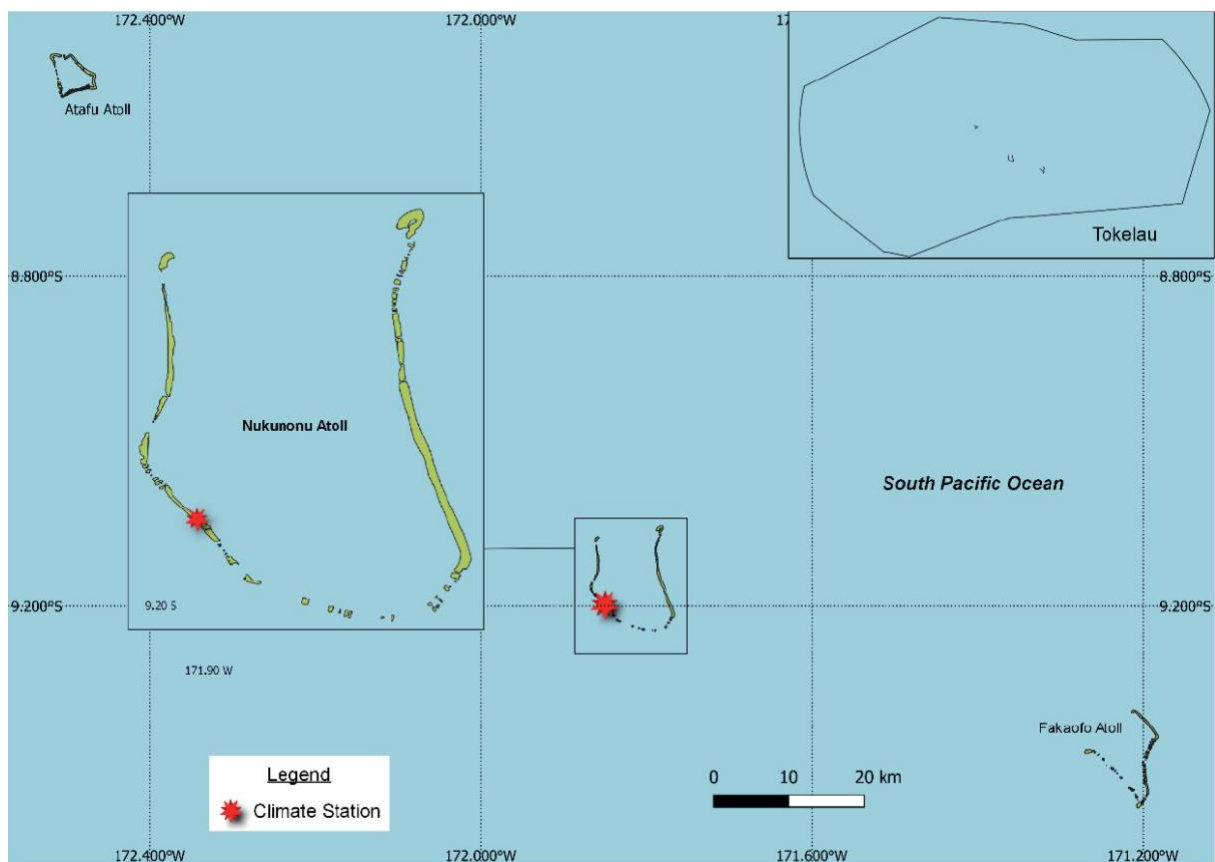 172.400°W
172.000°W
17
Atafu Atoll
Tokelau
8.800°S
8.800°S
Nukunonu Atoll
South Pacific Ocean
9.20 S
9.200°S
9.200°S
171.90 W
Fakaofo Atoll
Legend
Climate Station
0 10 20 km
172.400°W
172.000°W
171.600°W
171.200°W